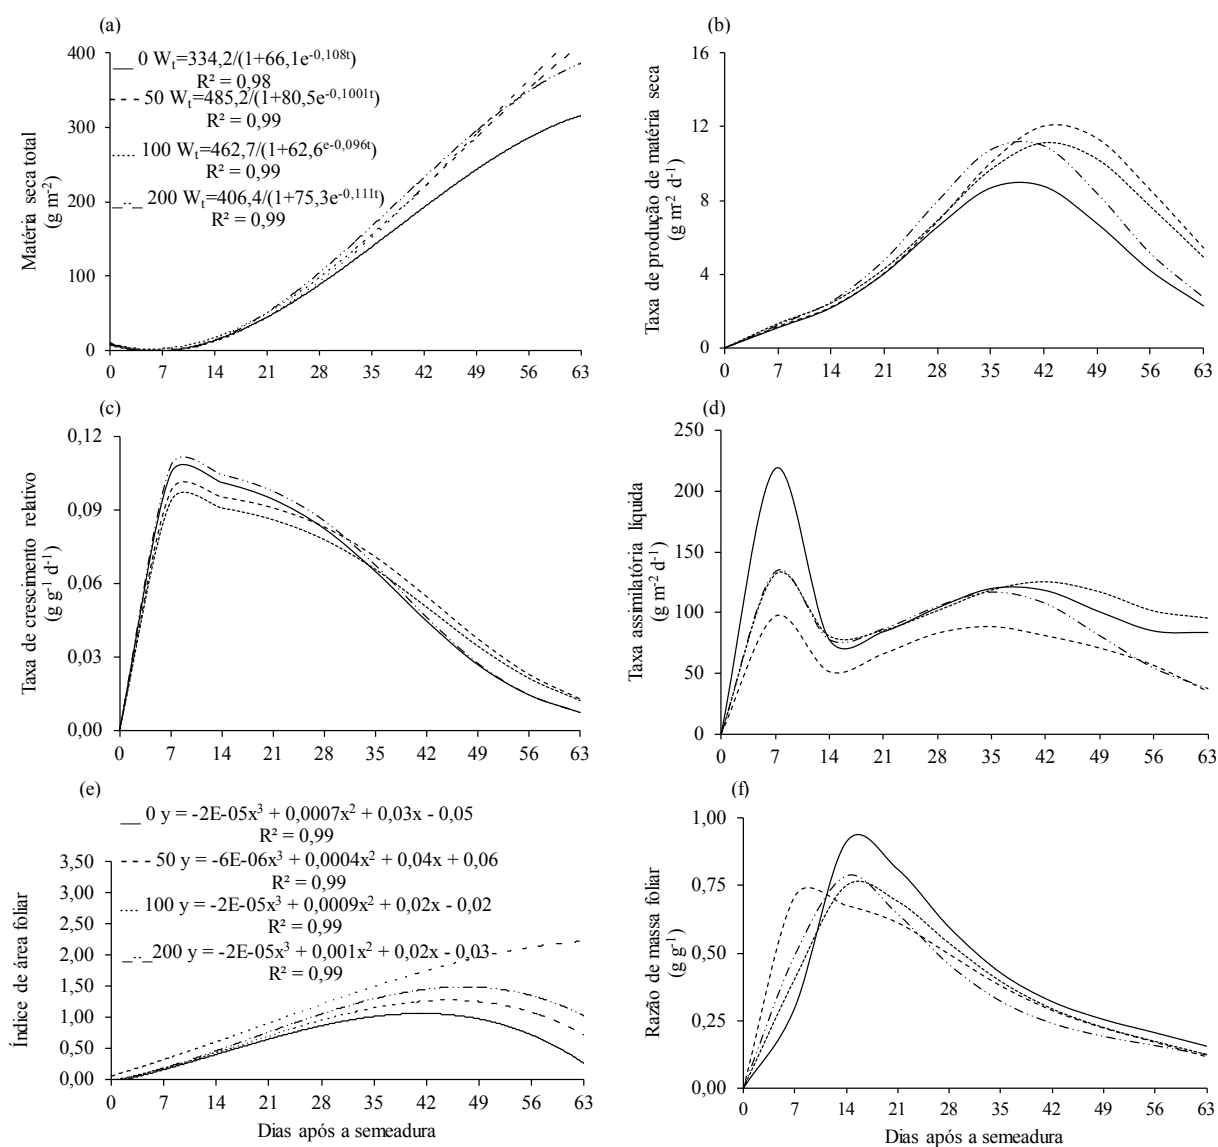 (a)
400
300
200
100
0
Matéria seca total
(g m-2)
__ 0 Wt=334,2/(1+66,1e-0,108t)
R² = 0,98
- - - 50 Wt=485,2/(1+80,5e-0,1001t)
R² = 0,99
.... 100 Wt=462,7/(1+62,6e-0,096t)
R² = 0,99
_.._ 200 Wt=406,4/(1+75,3e-0,111t)
R² = 0,99
0 7 14 21 28 35 42 49 56 63
(b)
16
12
8
4
0
Taxa de produção de matéria seca
(g m-2 d-1)
0 7 14 21 28 35 42 49 56 63
(c)
0,12
0,09
0,06
0,03
0,00
Taxa de crescimento relativo
(g g-1 d-1)
0 7 14 21 28 35 42 49 56 63
(d)
250
200
150
100
50
0
Taxa assimilatória líquida
(g m-2 d-1)
0 7 14 21 28 35 42 49 56 63
(e)
__ 0 y = -2E-05x3 + 0,0007x2 + 0,03x - 0,05
R² = 0,99
- - - 50 y = -6E-06x3 + 0,0004x2 + 0,04x + 0,06
R² = 0,99
.... 100 y = -2E-05x3 + 0,0009x2 + 0,02x - 0,02
R² = 0,99
_.._200 y = -2E-05x3 + 0,001x2 + 0,02x - 0,03
R² = 0,99
3,50
3,00
2,50
2,00
1,50
1,00
0,50
0,00
Índice de área foliar
0 7 14 21 28 35 42 49 56 63
Dias após a semeadura
(f)
1,00
0,75
0,50
0,25
0,00
Razão de massa foliar
(g g-1)
0 7 14 21 28 35 42 49 56 63
Dias após a semeadura